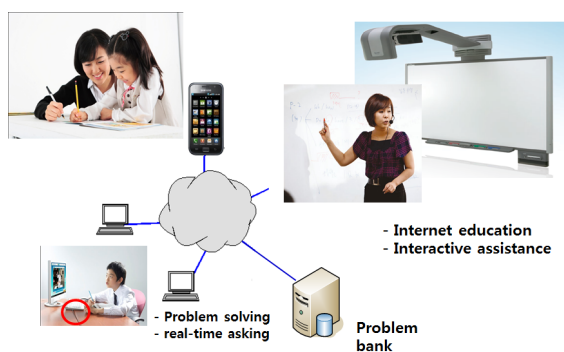 - Internet education
- Interactive assistance
- Problem solving
- real-time asking
Problem
bank